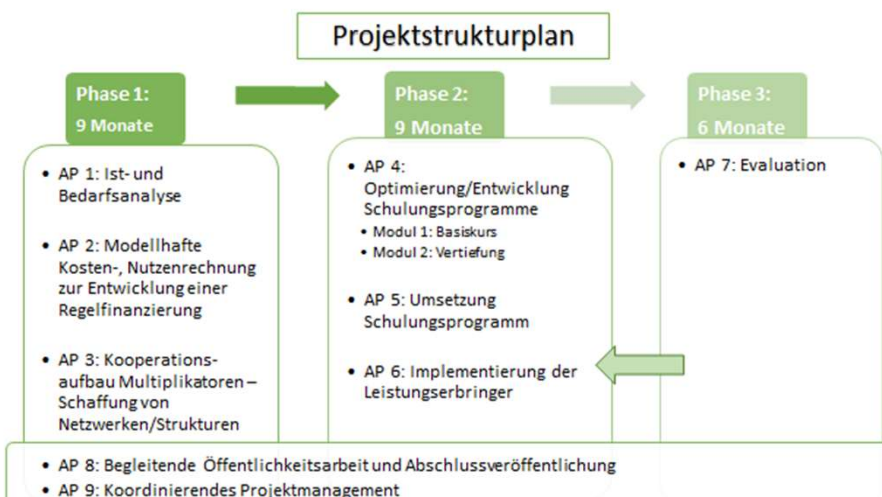 Projektstrukturplan
Phase 1:
9 Monate
• AP 1: Ist- und
Bedarfsanalyse
• AP 2: Modellhafte
Kosten-, Nutzenrechnung
zur Entwicklung einer
Regelfinanzierung
• AP 3: Kooperations-
aufbau Multiplikatoren –
Schaffung von
Netzwerken/Strukturen
Phase 2:
9 Monate
• AP 4:
Optimierung/Entwicklung
Schulungsprogramme
• Modul 1: Basiskurs
• Modul 2: Vertiefung
• AP 5: Umsetzung
Schulungsprogramm
• AP 6: Implementierung der
Leistungserbringer
Phase 3:
6 Monate
• AP 7: Evaluation
• AP 8: Begleitende Öffentlichkeitsarbeit und Abschlussveröffentlichung
• AP 9: Koordinierendes Projektmanagement